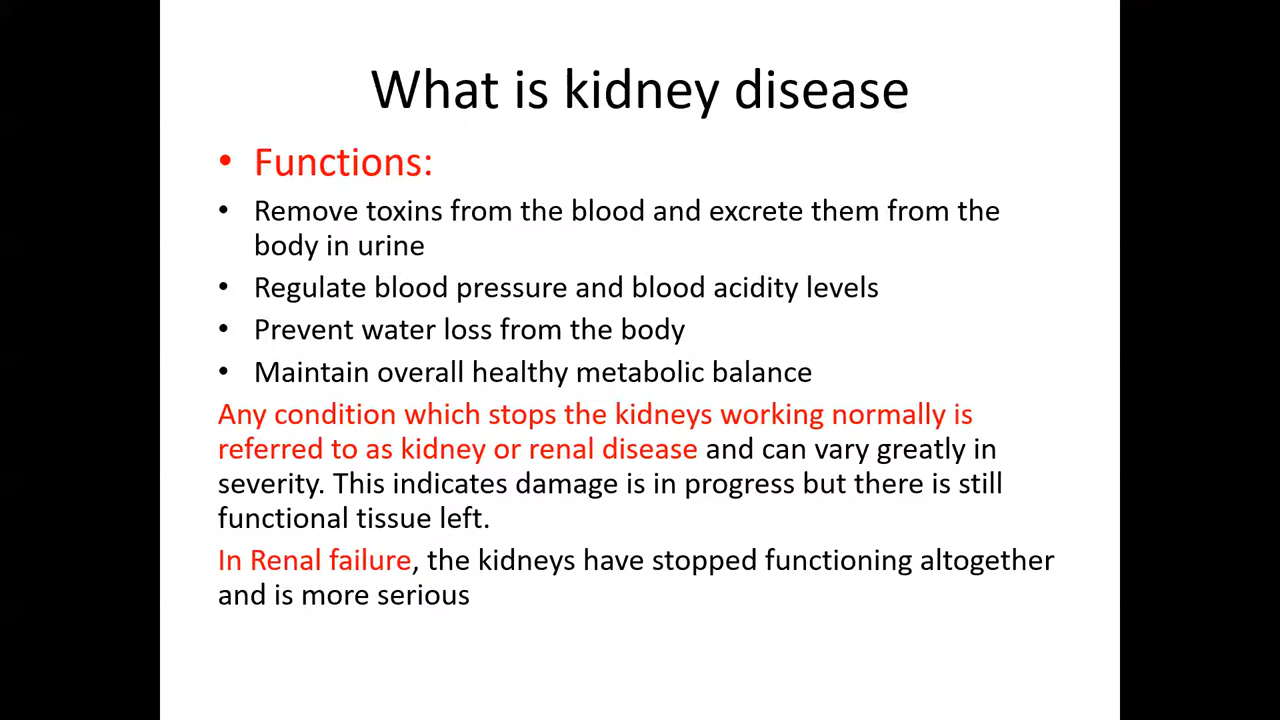 What is kidney disease
• Functions:
• Remove toxins from the blood and excrete them from the
body in urine
• Regulate blood pressure and blood acidity levels
• Prevent water loss from the body
• Maintain overall healthy metabolic balance
Any condition which stops the kidneys working normally is
referred to as kidney or renal disease and can vary greatly in
severity. This indicates damage is in progress but there is still
functional tissue left.
In Renal failure, the kidneys have stopped functioning altogether
and is more serious